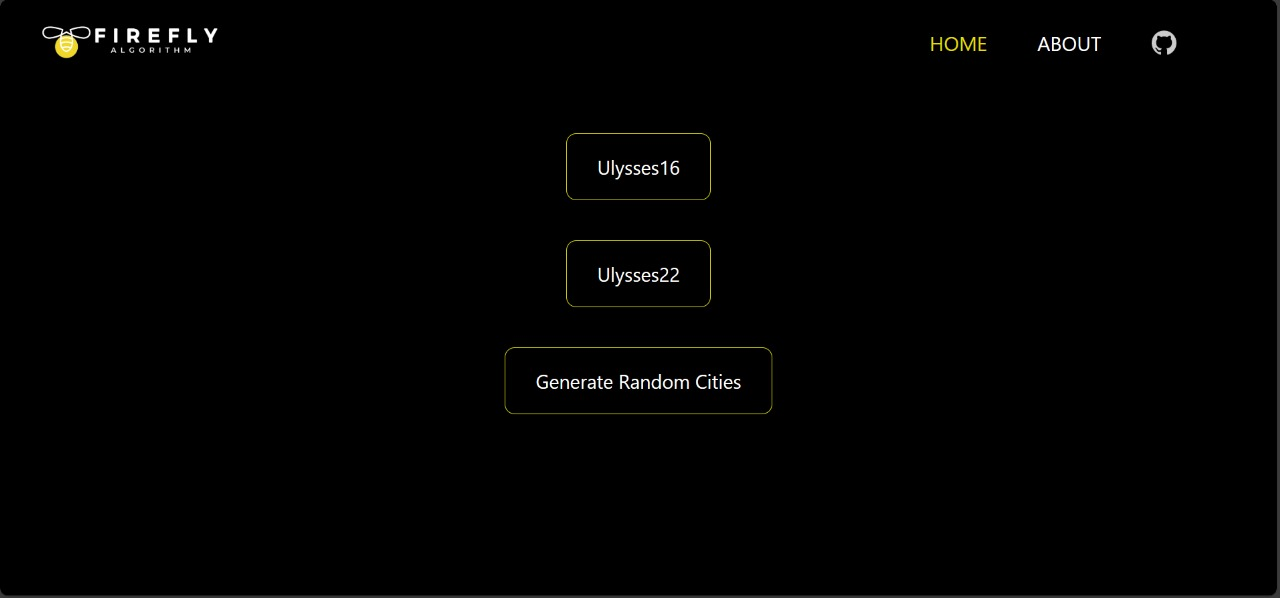 FIREFLY
ALGORITHM
HOME
ABOUT
Ulysses16
Ulysses22
Generate Random Cities